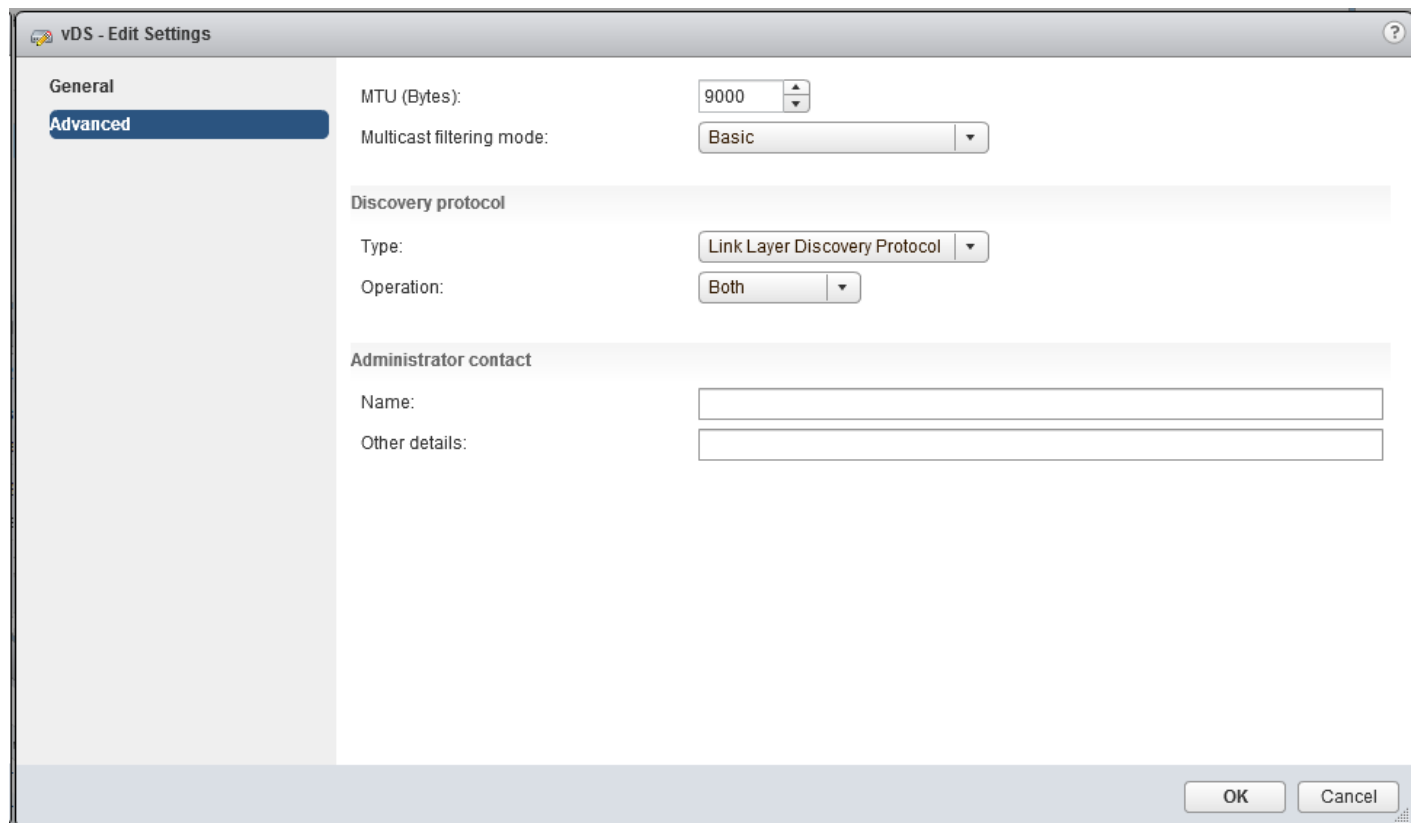 vDS - Edit Settings
?
General
Advanced
MTU (Bytes): 9000
Multicast filtering mode: Basic
Discovery protocol
Type: Link Layer Discovery Protocol
Operation: Both
Administrator contact
Name:
Other details:
OK Cancel